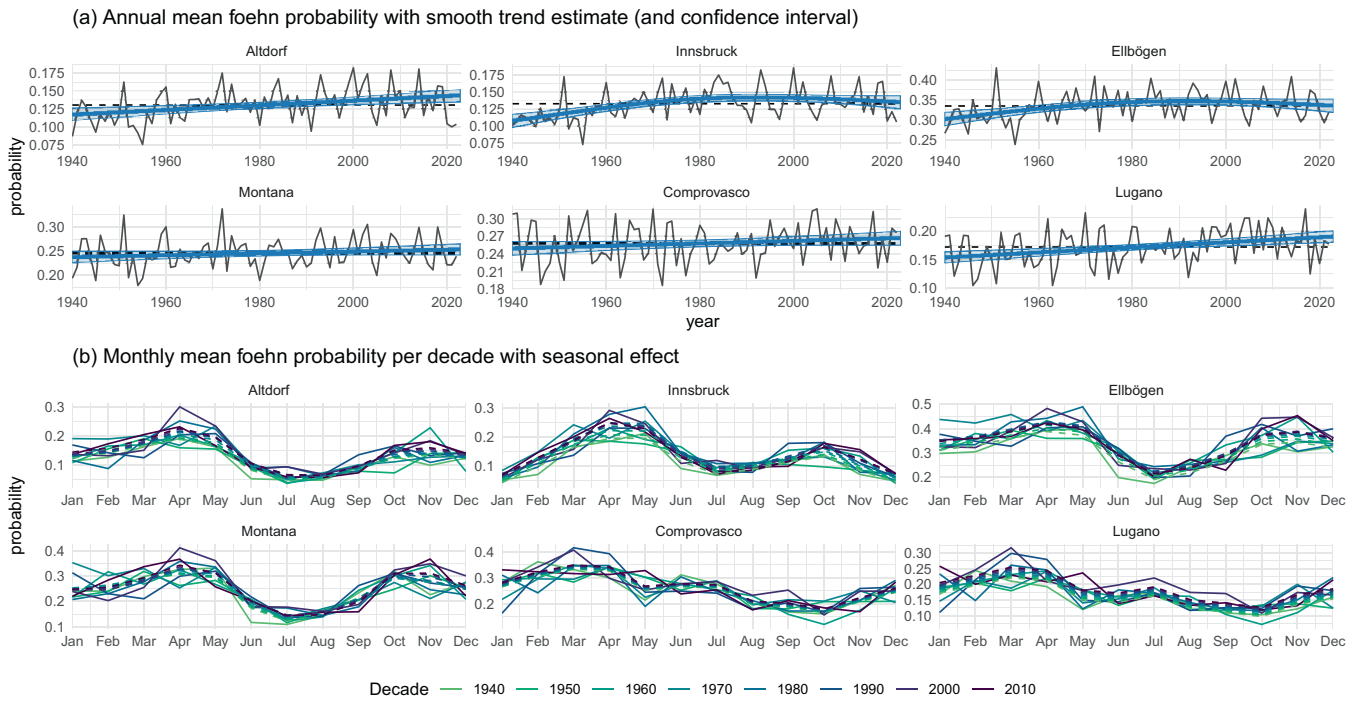 (a) Annual mean foehn probability with smooth trend estimate (and confidence interval)
Altdorf Innsbruck Ellbögen
0.175 0.150 0.125 0.100 0.075
0.175 0.150 0.125 0.100 0.075
0.40 0.35 0.30 0.25
1940 1960 1980 2000 2020 1940 1960 1980 2000 2020 1940 1960 1980 2000 2020
probability
Montana Comprovasco Lugano
0.30 0.25 0.20
0.30 0.27 0.24 0.21 0.18
0.20 0.15 0.10
1940 1960 1980 2000 2020 1940 1960 1980 2000 2020 1940 1960 1980 2000 2020
year
(b) Monthly mean foehn probability per decade with seasonal effect
Altdorf Innsbruck Ellbögen
0.3 0.2 0.1
0.3 0.2 0.1
0.5 0.4 0.3 0.2
Jan Feb Mar Apr May Jun Jul Aug Sep Oct Nov Dec Jan Feb Mar Apr May Jun Jul Aug Sep Oct Nov Dec Jan Feb Mar Apr May Jun Jul Aug Sep Oct Nov Dec
probability
Montana Comprovasco Lugano
0.4 0.3 0.2 0.1
0.4 0.3 0.2
0.30 0.25 0.20 0.15 0.10
Jan Feb Mar Apr May Jun Jul Aug Sep Oct Nov Dec Jan Feb Mar Apr May Jun Jul Aug Sep Oct Nov Dec Jan Feb Mar Apr May Jun Jul Aug Sep Oct Nov Dec
Decade 1940 1950 1960 1970 1980 1990 2000 2010